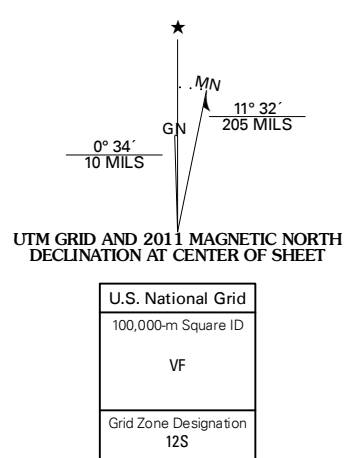 MN
11° 32´
205 MILS
GN
0° 34´
10 MILS
UTM GRID AND 2011 MAGNETIC NORTH
DECLINATION AT CENTER OF SHEET
U.S. National Grid
100,000-m Square ID
VF
Grid Zone Designation
12S